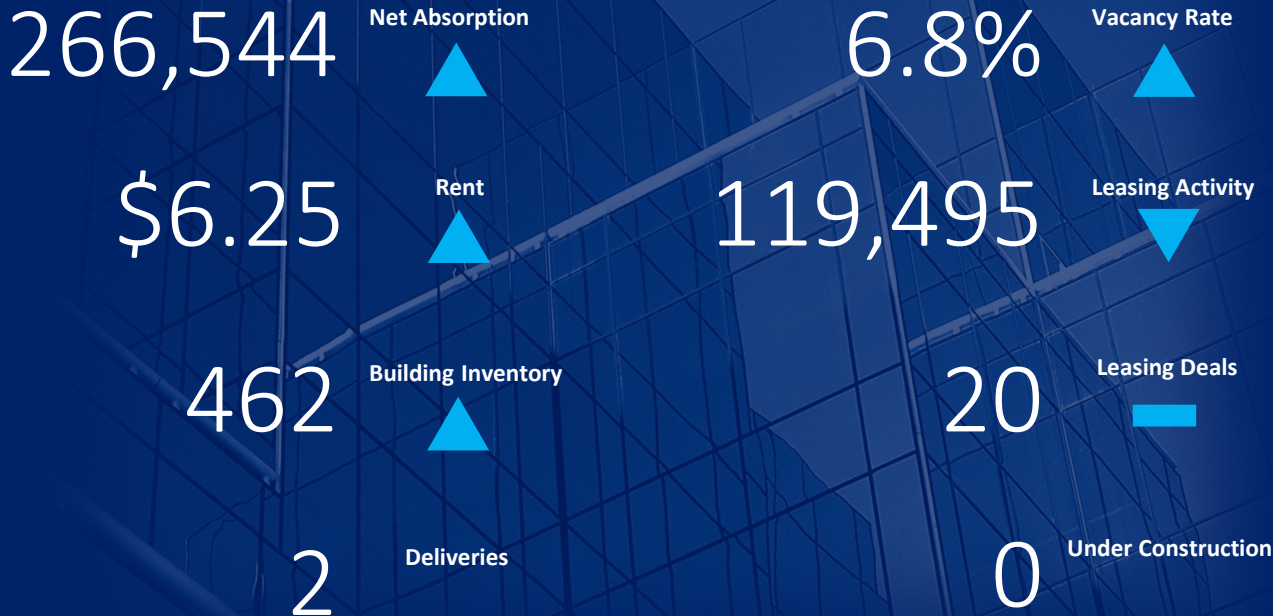 266,544
Net Absorption
6.8%
Vacancy Rate
$6.25
Rent
119,495
Leasing Activity
462
Building Inventory
20
Leasing Deals
2
Deliveries
0
Under Construction